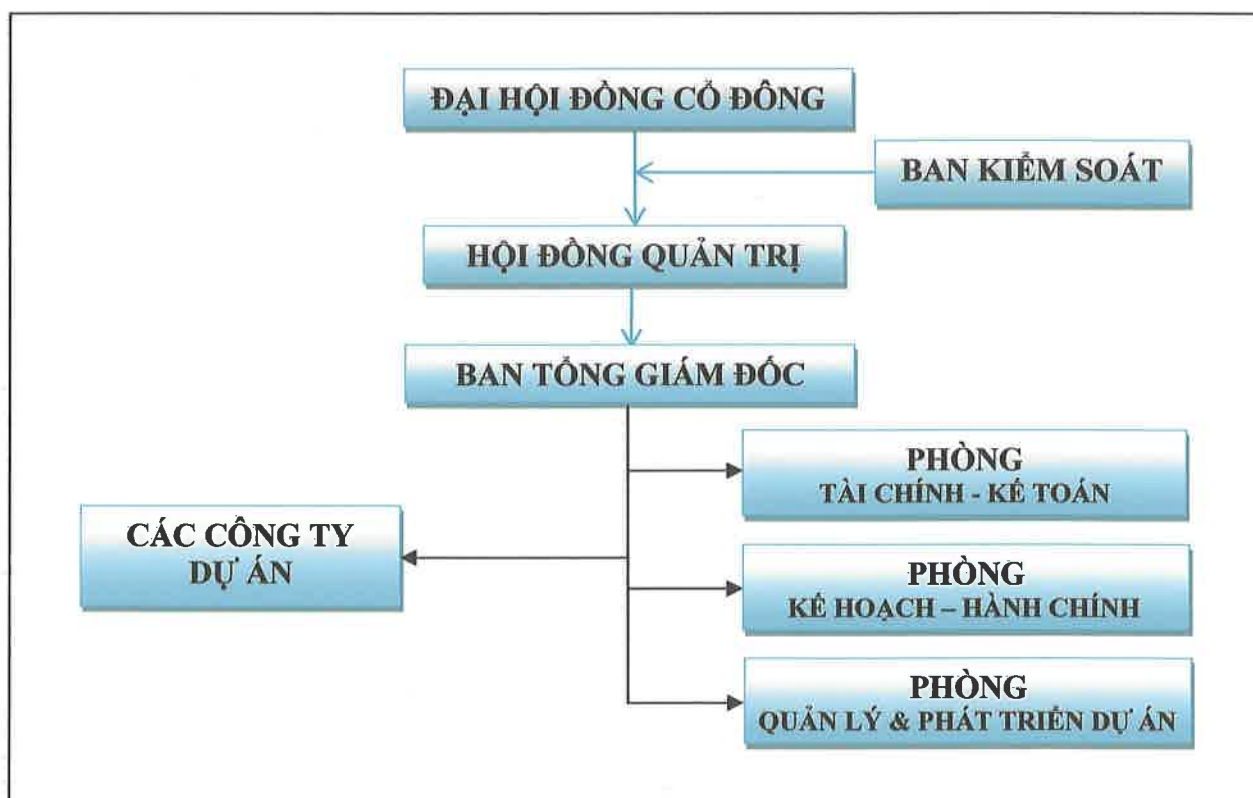 ĐẠI HỘI ĐỒNG CỔ ĐÔNG
BAN KIỂM SOÁT
HỘI ĐỒNG QUẢN TRỊ
BAN TỔNG GIÁM ĐỐC
PHÒNG
TÀI CHÍNH - KẾ TOÁN
CÁC CÔNG TY
DỰ ÁN
PHÒNG
KẾ HOẠCH – HÀNH CHÍNH
PHÒNG
QUẢN LÝ & PHÁT TRIỂN DỰ ÁN